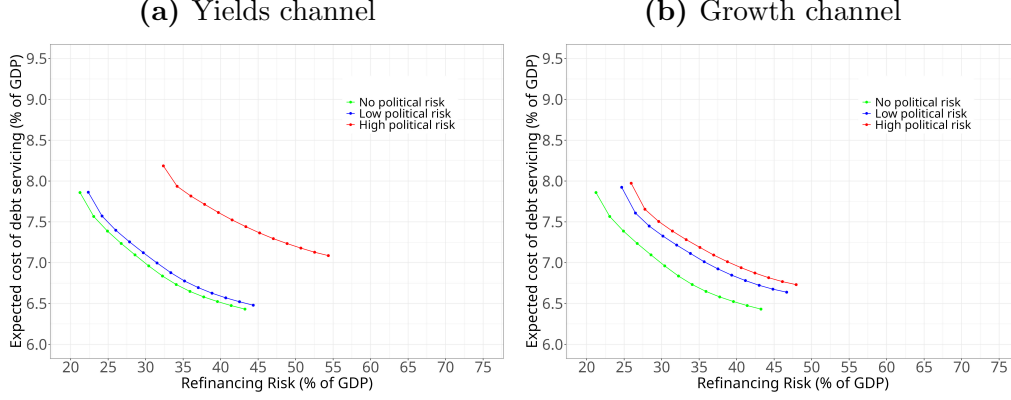 (a) Yields channel
Expected cost of debt servicing (% of GDP)
9.5
9.0
8.5
8.0
7.5
7.0
6.5
6.0
No political risk
Low political risk
High political risk
20 25 30 35 40 45 50 55 60 65 70 75
Refinancing Risk (% of GDP)
(b) Growth channel
Expected cost of debt servicing (% of GDP)
9.5
9.0
8.5
8.0
7.5
7.0
6.5
6.0
No political risk
Low political risk
High political risk
20 25 30 35 40 45 50 55 60 65 70 75
Refinancing Risk (% of GDP)